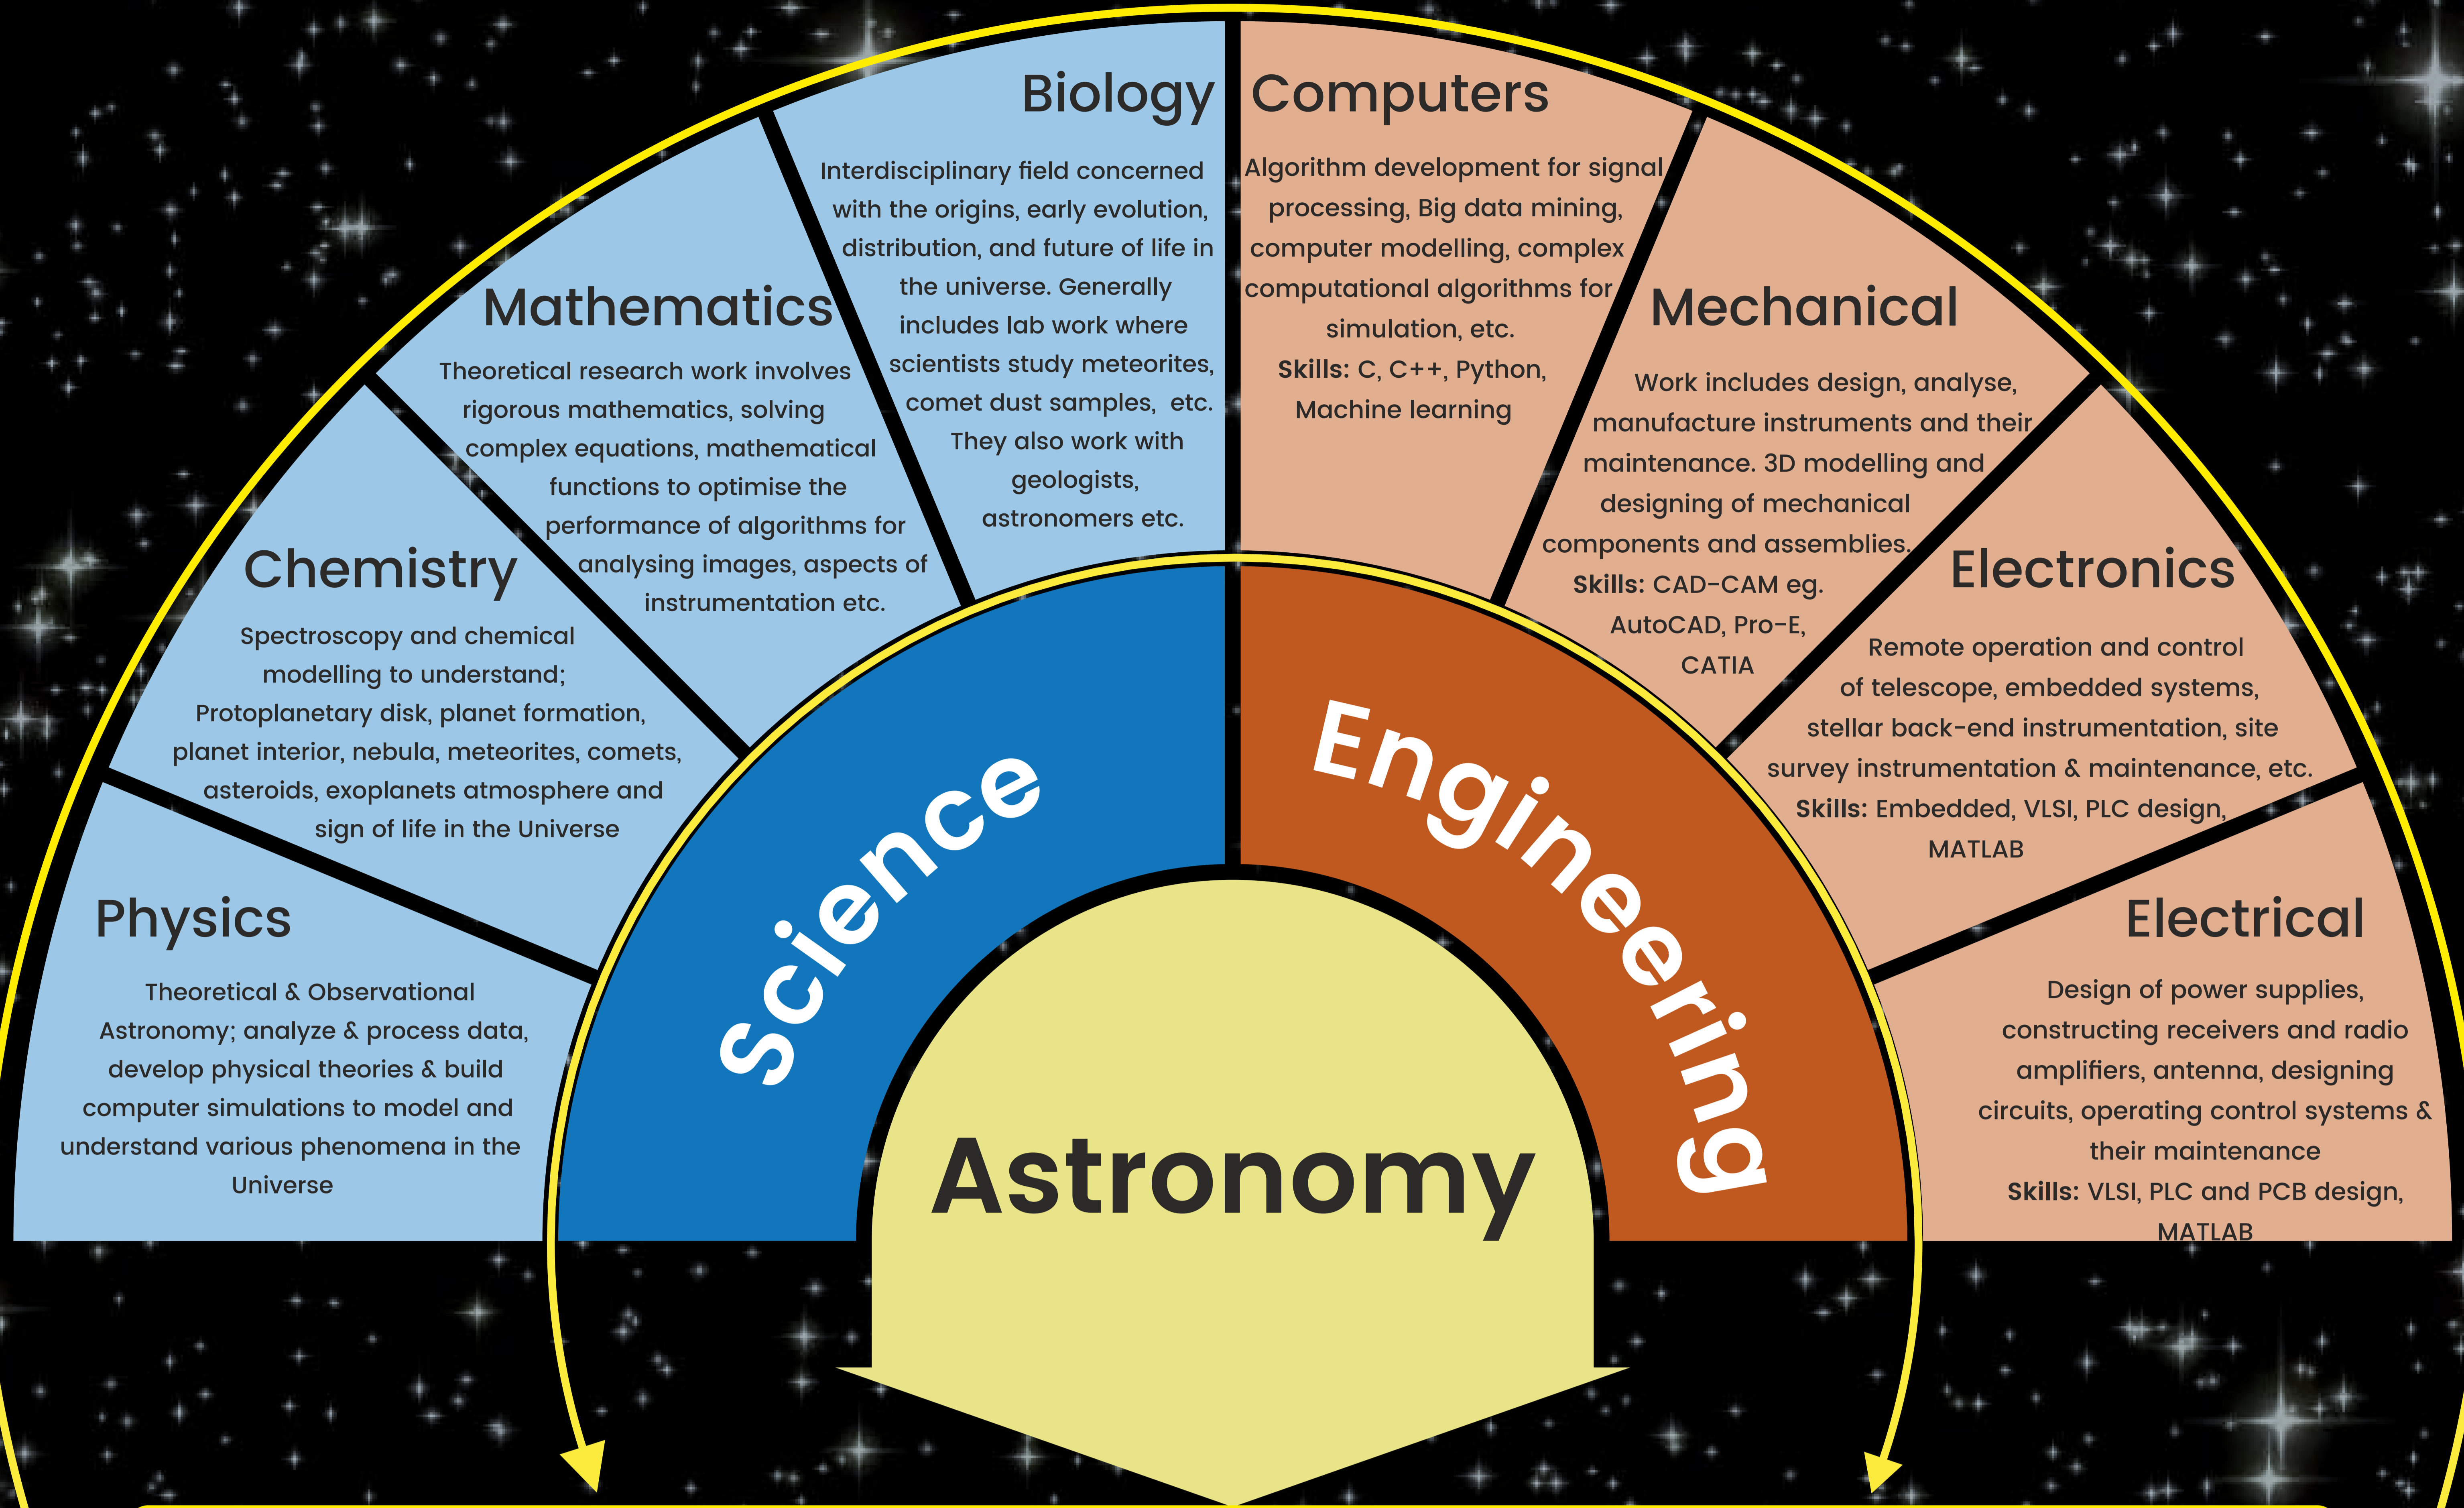 Biology
Interdisciplinary field concerned
with the origins, early evolution,
distribution, and future of life in
the universe. Generally
includes lab work where
scientists study meteorites,
comet dust samples,  etc.
They also work with
geologists,
astronomers etc.
Computers
Algorithm development for signal
processing, Big data mining,
computer modelling, complex
computational algorithms for
simulation, etc.
Skills: C, C++, Python,
Machine learning
Mathematics
Theoretical research work involves
rigorous mathematics, solving
complex equations, mathematical
functions to optimise the
performance of algorithms for
analysing images, aspects of
instrumentation etc.
Mechanical
Work includes design, analyse,
manufacture instruments and their
maintenance. 3D modelling and
designing of mechanical
components and assemblies.
Skills: CAD-CAM eg.
AutoCAD, Pro-E,
CATIA
Chemistry
Spectroscopy and chemical
modelling to understand;
Protoplanetary disk, planet formation,
planet interior, nebula, meteorites, comets,
asteroids, exoplanets atmosphere and
sign of life in the Universe
Electronics
Remote operation and control
of telescope, embedded systems,
stellar back-end instrumentation, site
survey instrumentation & maintenance, etc.
Skills: Embedded, VLSI, PLC design,
MATLAB
Physics
Theoretical & Observational
Astronomy; analyze & process data,
develop physical theories & build
computer simulations to model and
understand various phenomena in the
Universe
Electrical
Design of power supplies,
constructing receivers and radio
amplifiers, antenna, designing
circuits, operating control systems &
their maintenance
Skills: VLSI, PLC and PCB design,
MATLAB
Science
Engineering
Astronomy